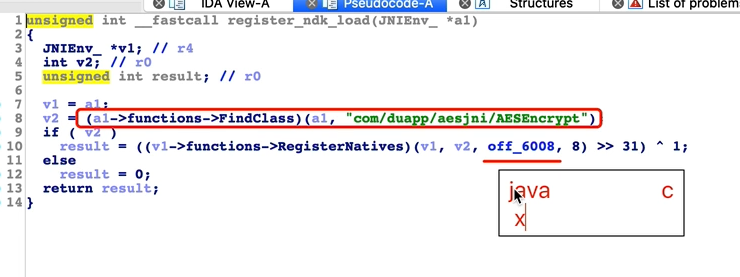 IDA View-A Pseudocode-A Structures List of problem
1 unsigned int __fastcall register_ndk_load(JNIEnv_ *a1)
2 {
3 JNIEnv_ *v1; // r4
4 int v2; // r0
5 unsigned int result; // r0
6
7 v1 = a1;
8 v2 = (a1->functions->FindClass)(a1, "com/duapp/aesjni/AESEncrypt")
9 if ( v2 )
10 result = ((v1->functions->RegisterNatives)(v1, v2, off_6008, 8) >> 31) ^ 1;
11 else
12 result = 0;
13 return result;
14 }
java c
x